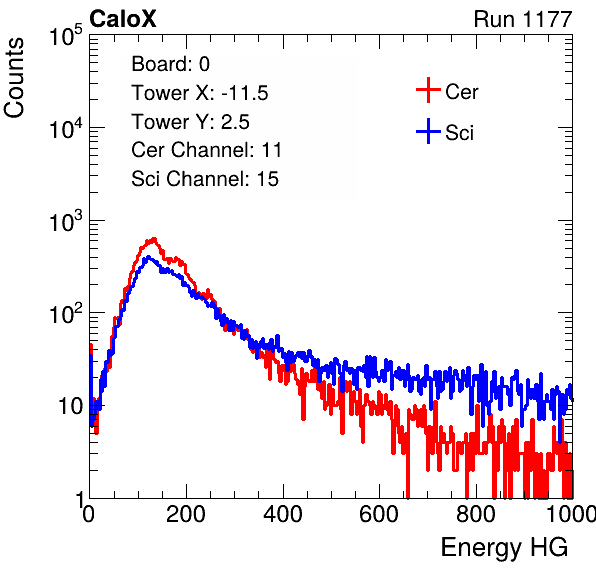 CaloX Run 1177
Counts
10^5
10^4
10^3
10^2
10
1
Board: 0
Tower X: -11.5
Tower Y: 2.5
Cer Channel: 11
Sci Channel: 15
Cer
Sci
0 200 400 600 800 1000
Energy HG